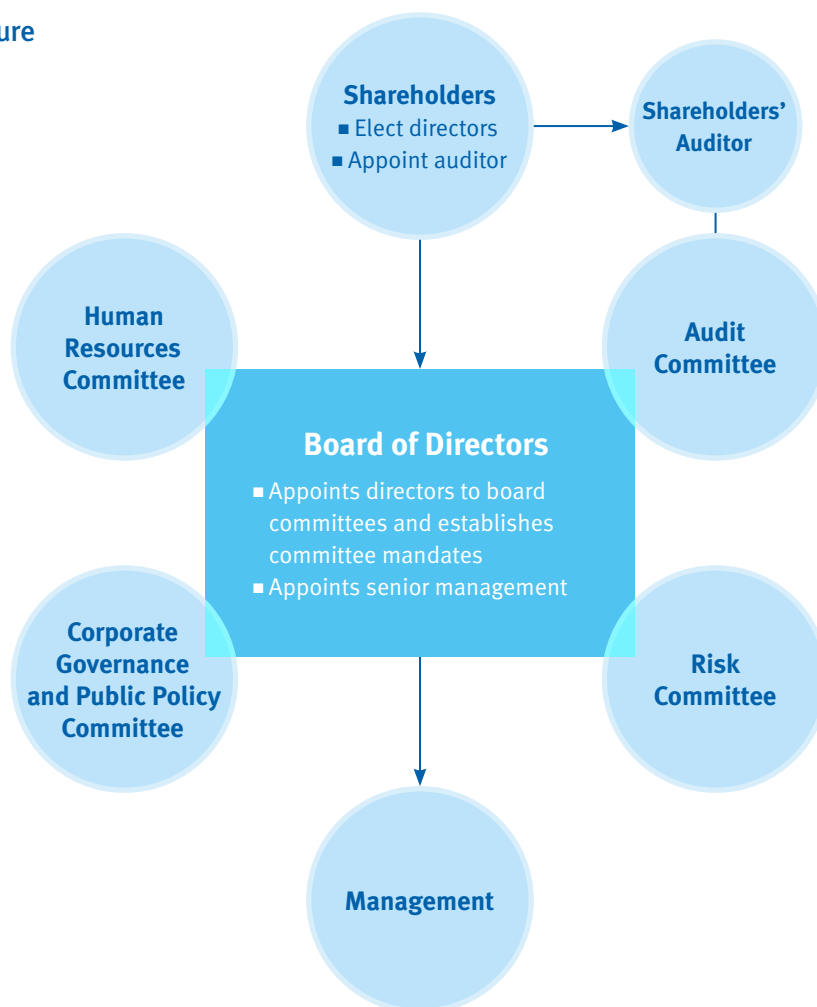 ure
Shareholders
■ Elect directors
■ Appoint auditor
Shareholders’
Auditor
Human
Resources
Committee
Audit
Committee
Board of Directors
■ Appoints directors to board
committees and establishes
committee mandates
■ Appoints senior management
Corporate
Governance
and Public Policy
Committee
Risk
Committee
Management